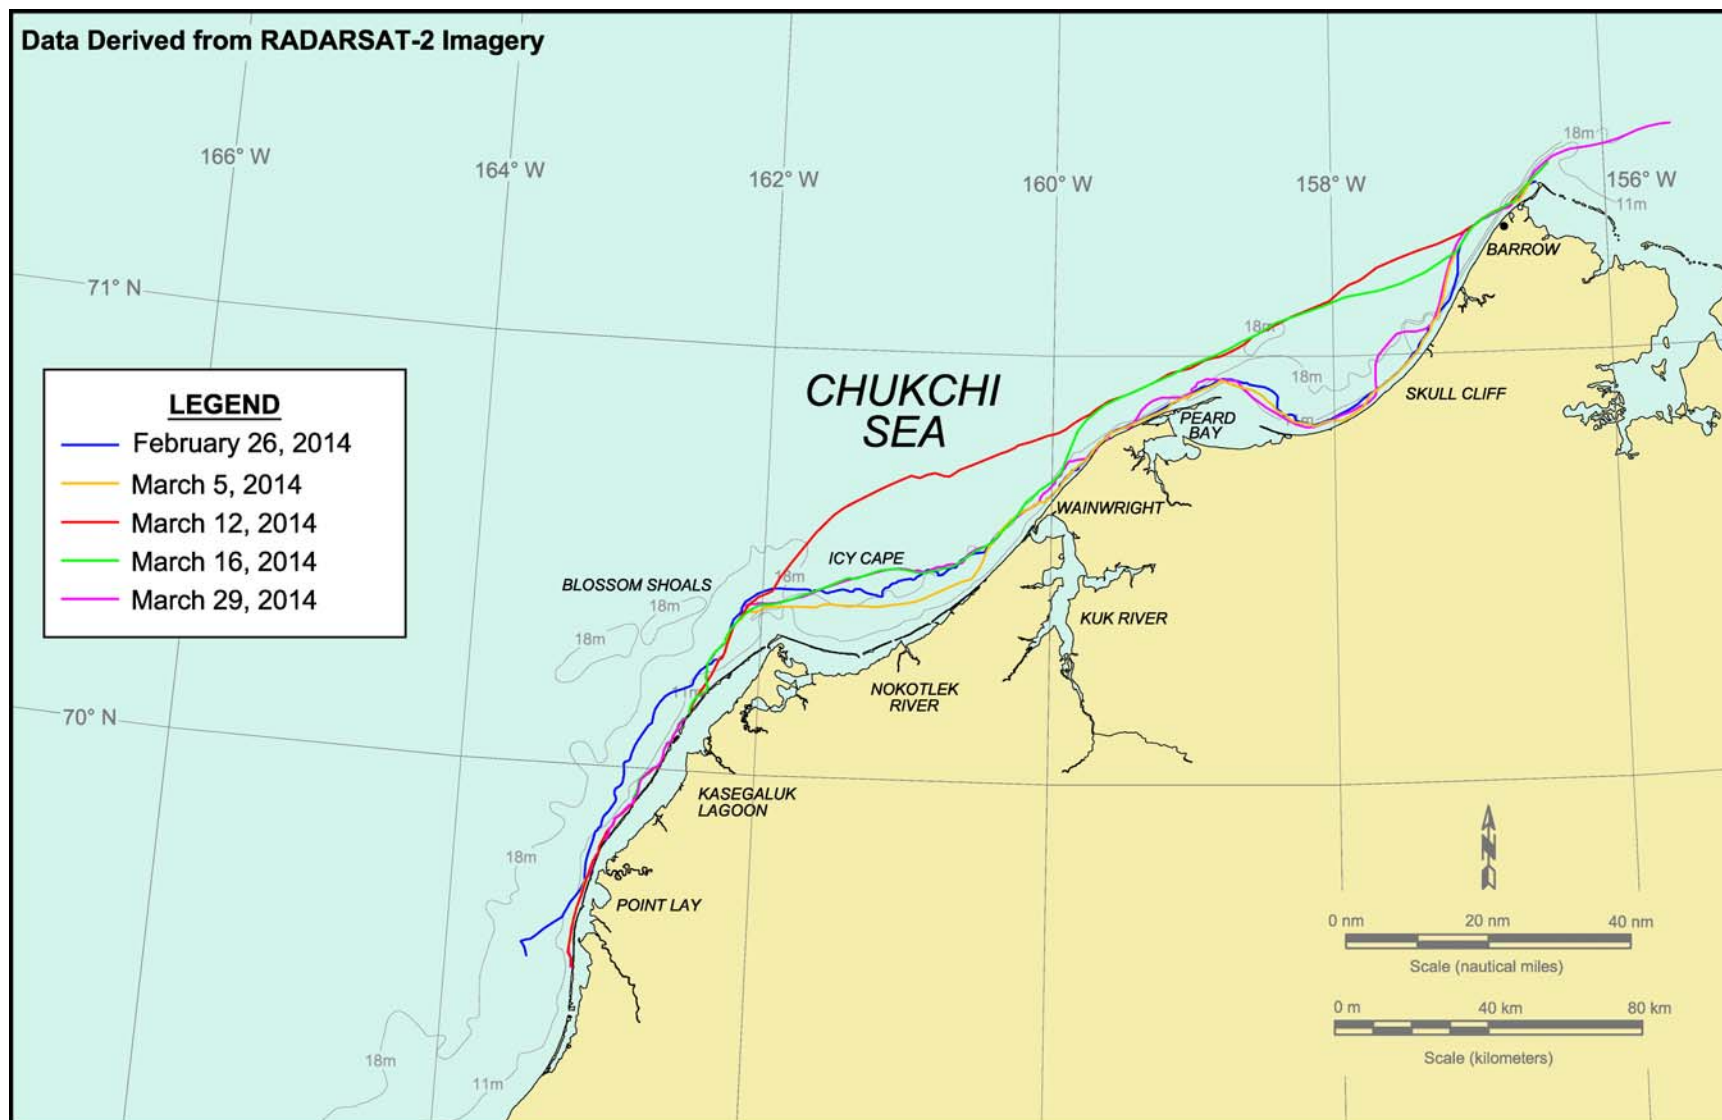 Data Derived from RADARSAT-2 Imagery
166° W
164° W
162° W
160° W
158° W
156° W
18m
11m
BARROW
71° N
18m
18m
SKULL CLIFF
CHUKCHI
SEA
PEARD
BAY
LEGEND
February 26, 2014
March 5, 2014
March 12, 2014
March 16, 2014
March 29, 2014
WAINWRIGHT
ICY CAPE
18m
BLOSSOM SHOALS
18m
18m
KUK RIVER
11m
NOKOTLEK
RIVER
70° N
KASEGALUK
LAGOON
18m
POINT LAY
N
0 nm 20 nm 40 nm
Scale (nautical miles)
0 m 40 km 80 km
Scale (kilometers)
18m
11m